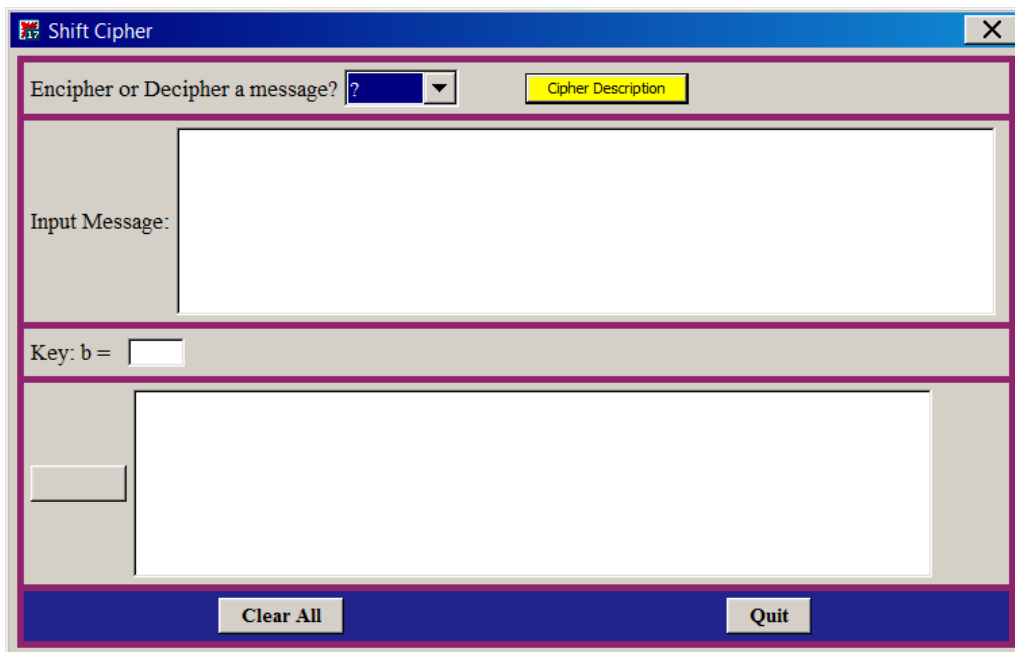 Shift Cipher
Encipher or Decipher a message? ? Cipher Description
Input Message:
Key: b =
Clear All Quit